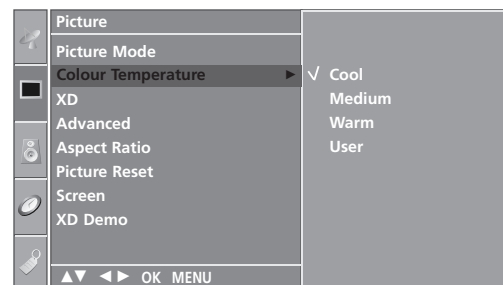 Picture
Picture Mode
Colour Temperature ▶
XD
Advanced
Aspect Ratio
Picture Reset
Screen
XD Demo
√ Cool
Medium
Warm
User
▲▼ ◀▶ OK MENU